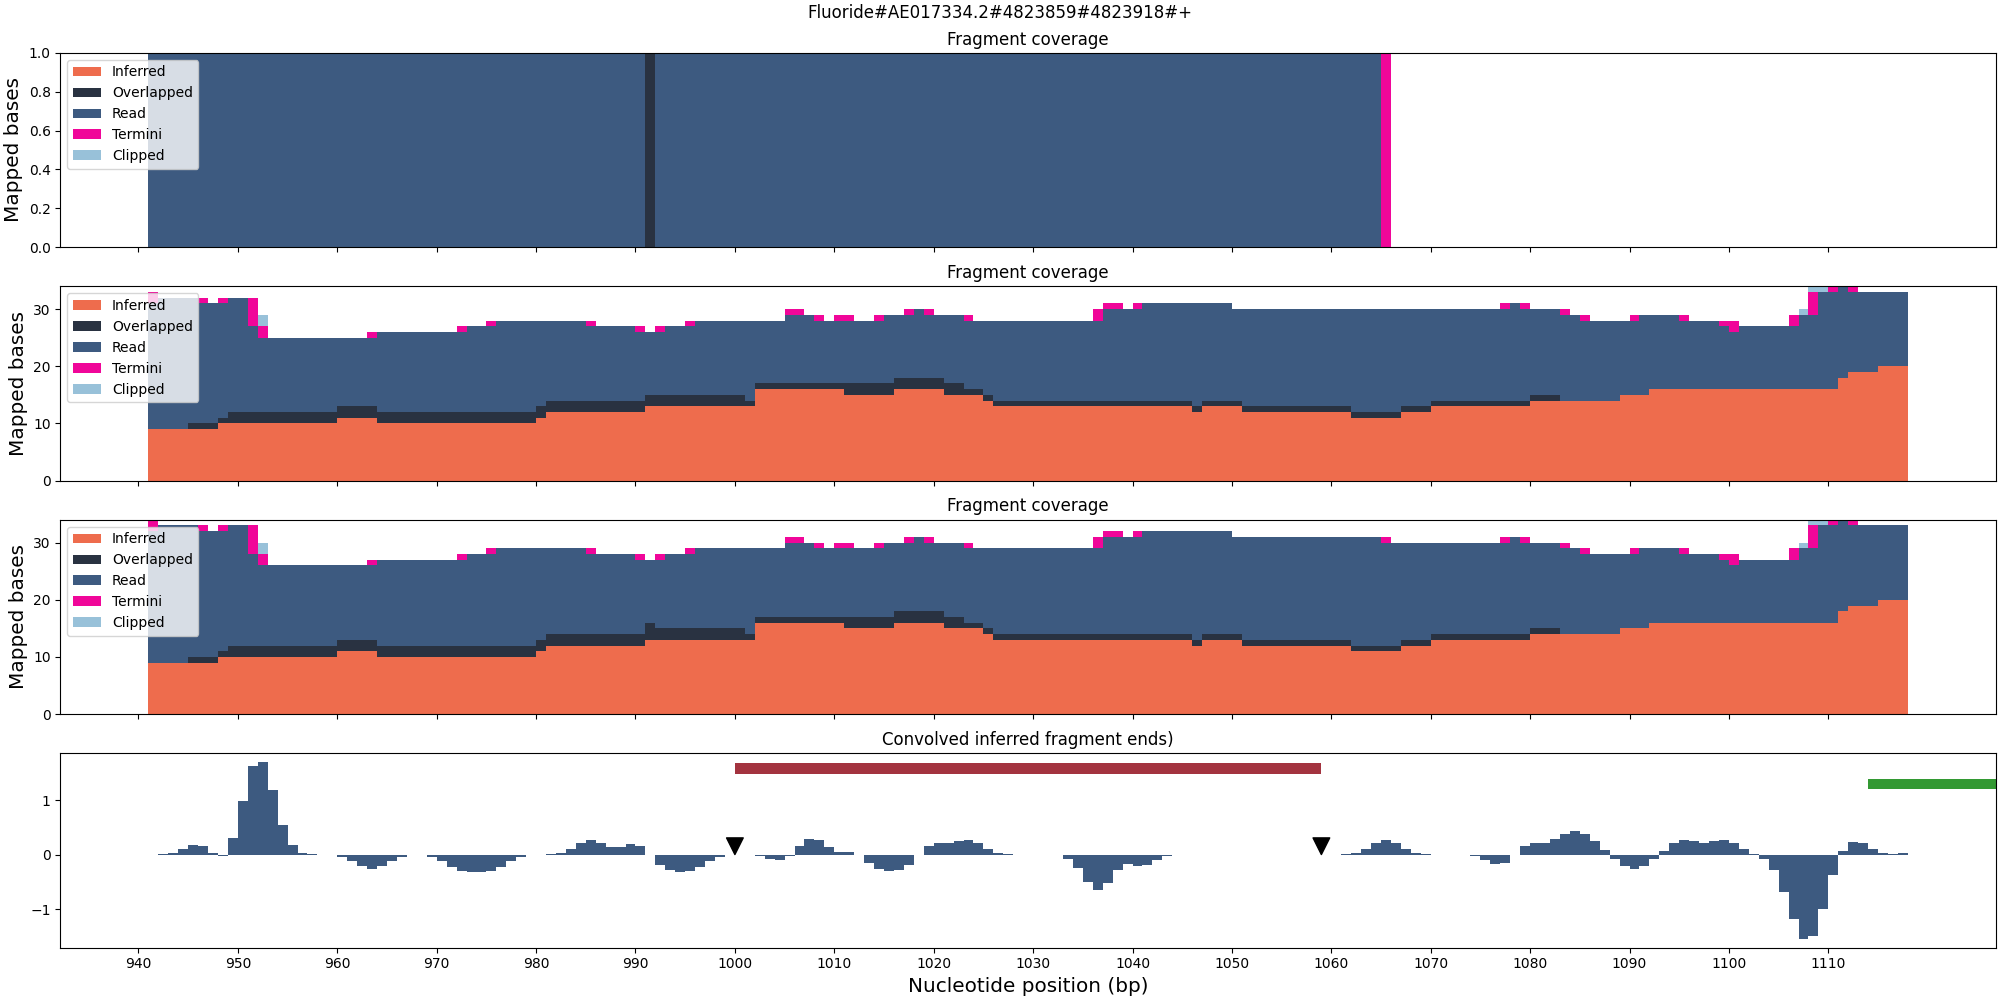 Fluoride#AE017334.2#4823859#4823918#+
Fragment coverage
Mapped bases
1.0
0.8
0.6
0.4
0.2
0.0
Inferred
Overlapped
Read
Termini
Clipped
Fragment coverage
Mapped bases
30
20
10
0
Inferred
Overlapped
Read
Termini
Clipped
Fragment coverage
Mapped bases
30
20
10
0
Inferred
Overlapped
Read
Termini
Clipped
Convolved inferred fragment ends)
1
0
−1
940 950 960 970 980 990 1000 1010 1020 1030 1040 1050 1060 1070 1080 1090 1100 1110
Nucleotide position (bp)